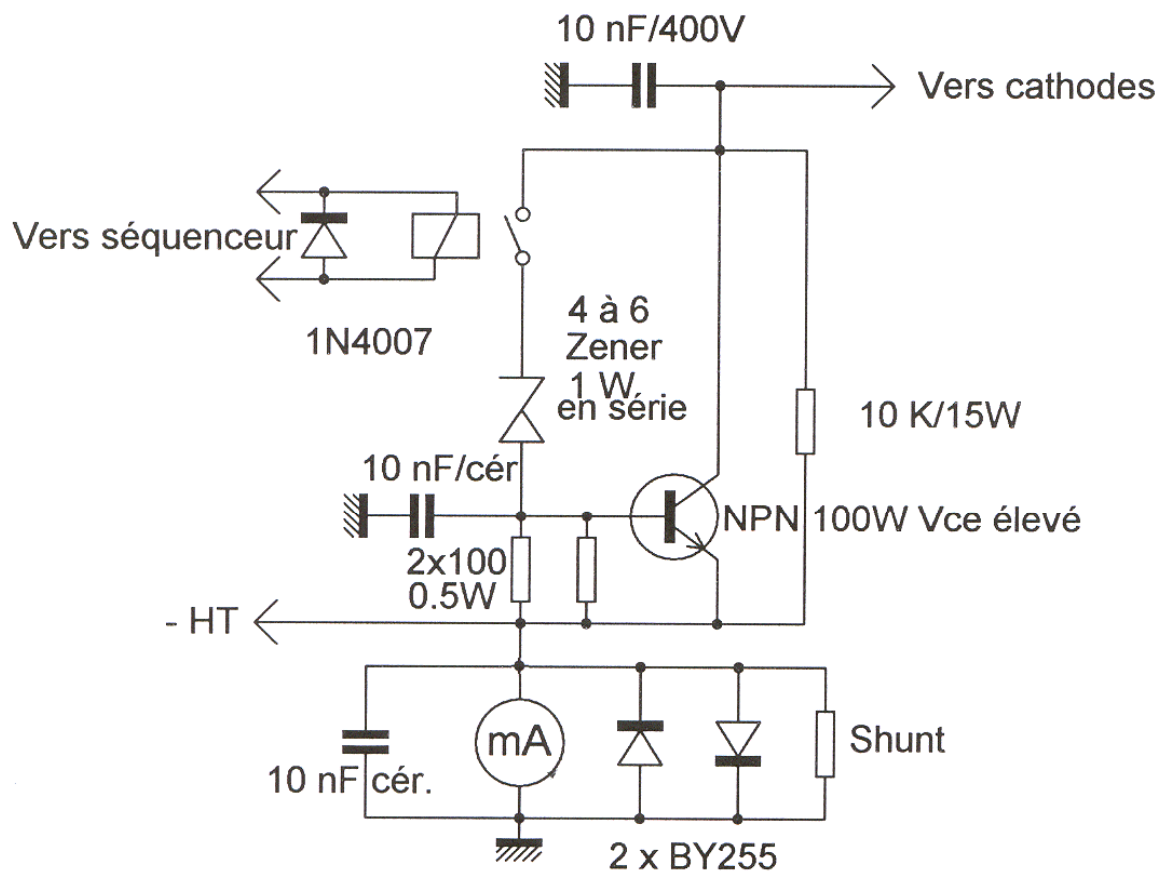 10 nF/400V
Vers cathodes
Vers séquenceur
1N4007
4 à 6
Zener
1 W
en série
10 K/15W
10 nF/cér
NPN 100W Vce élevé
2x100
0.5W
- HT
mA
Shunt
10 nF cér.
2 x BY255